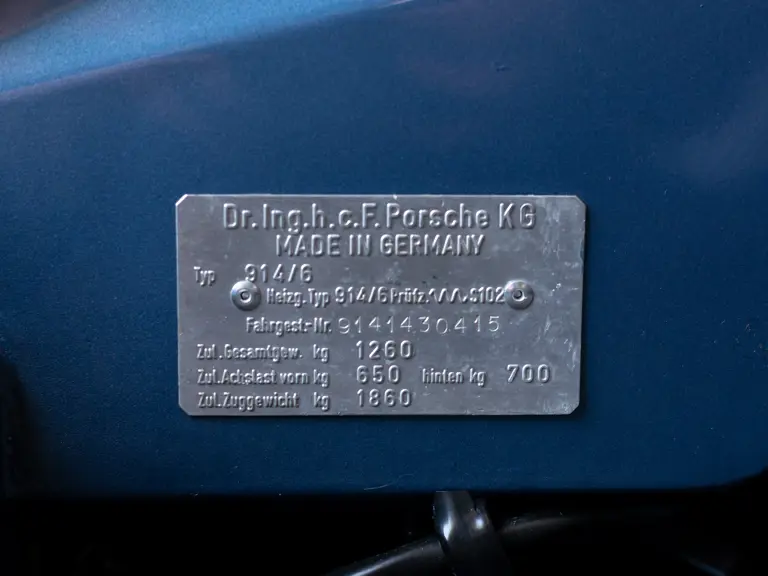 Dr.Ing.h.c.F.Porsche KG
MADE IN GERMANY
Typ 914/6
Heizg.Typ 914/6 Prüfz. S102
Fahrgest.-Nr. 9141430415
Zul.Gesamtgew. kg 1260
Zul.Achslast vorn kg 650 hinten kg 700
Zul.Zuggewicht kg 1860